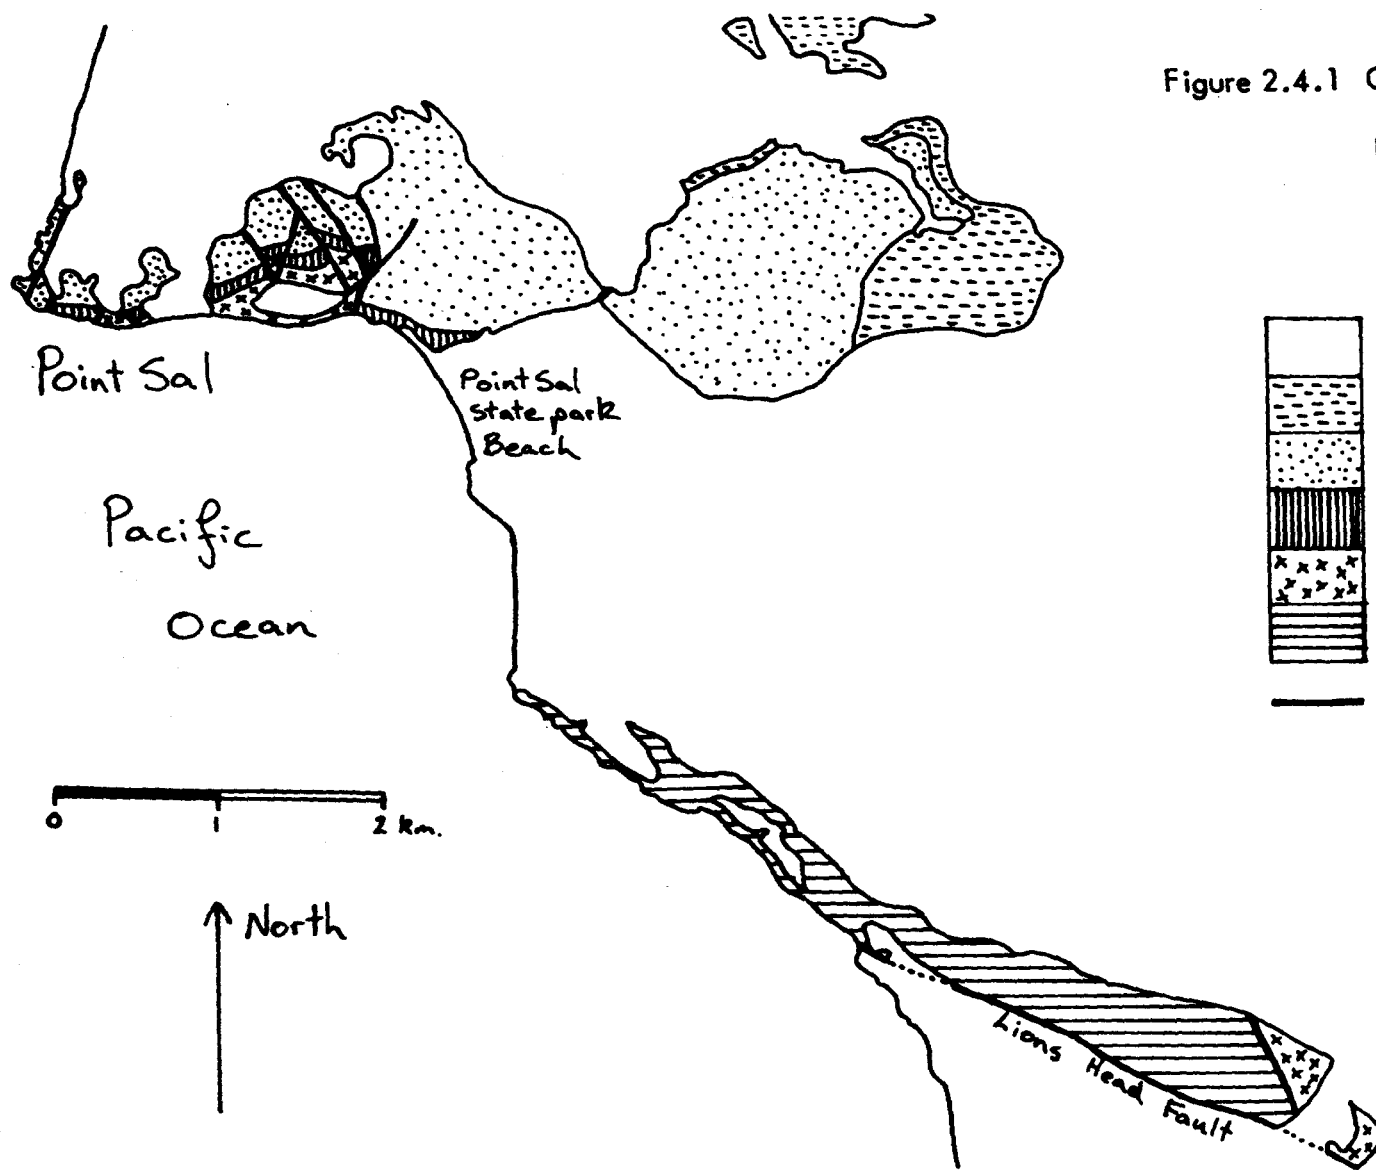 Figure 2.4.1
Point Sal
Point Sal
state park
Beach
Pacific
Ocean
0 1 2 km.
North
Lions Head Fault